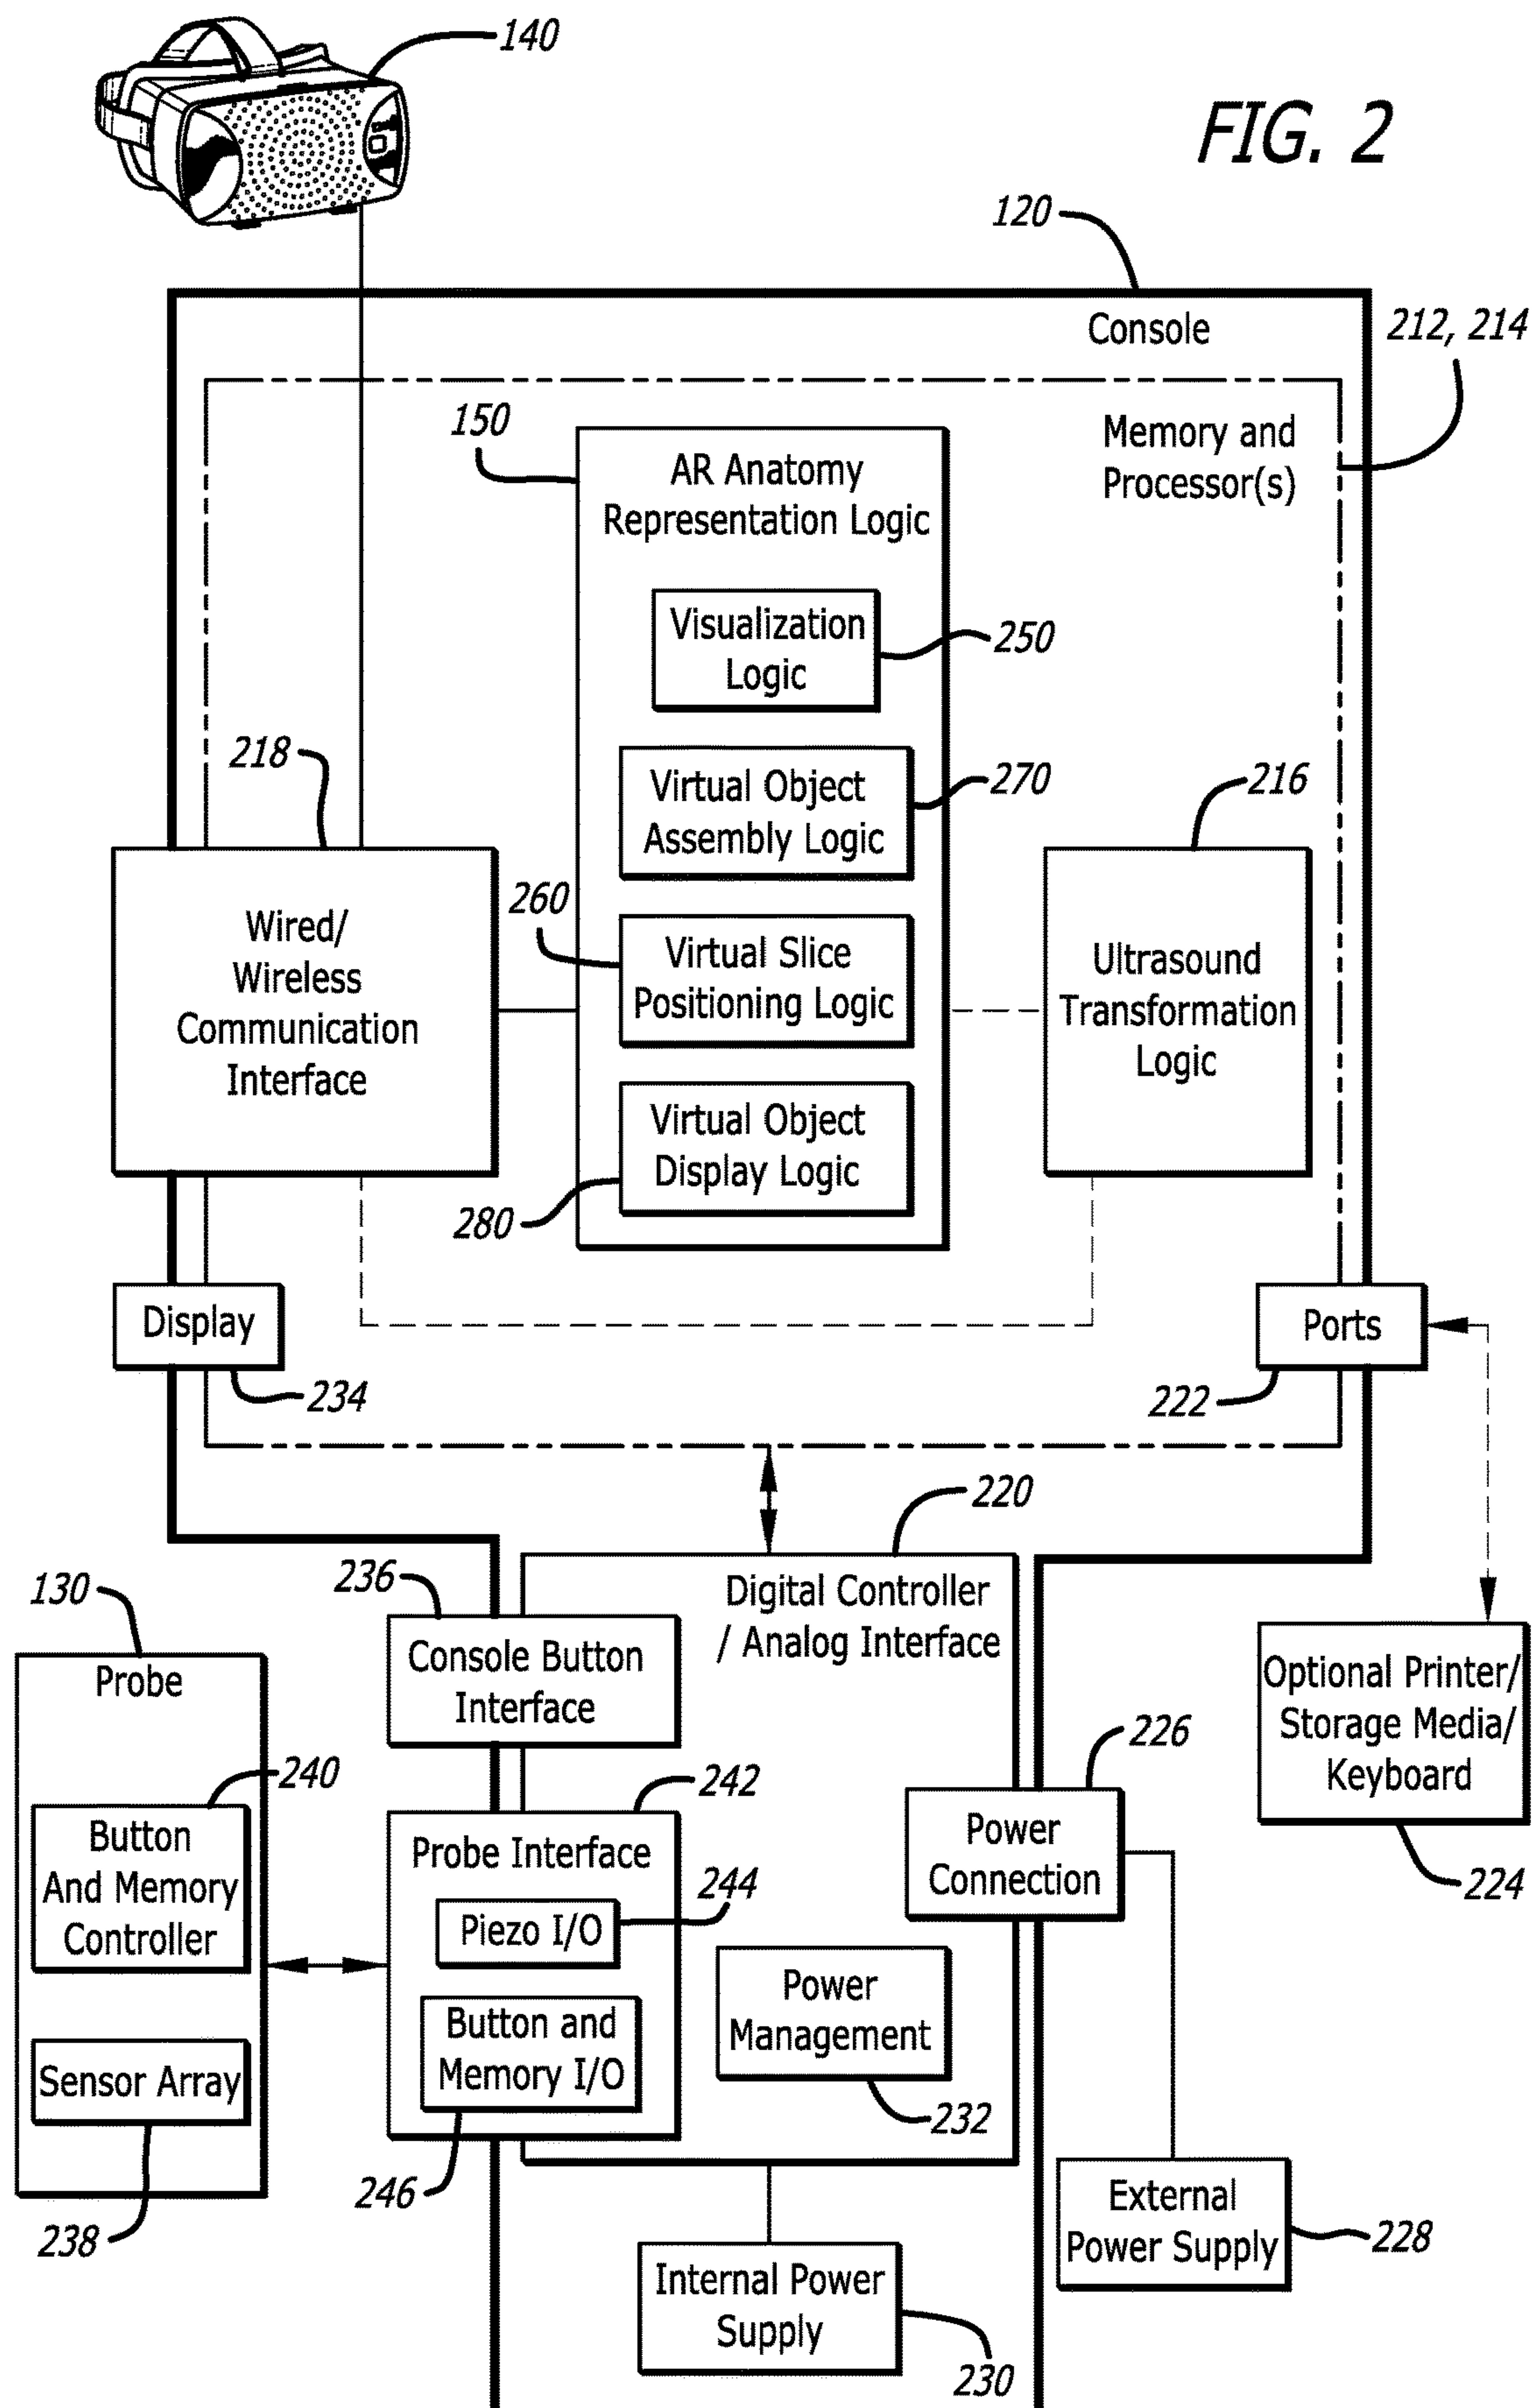 140
FIG. 2
120
Console
212, 214
150
AR Anatomy
Representation Logic
Memory and
Processor(s)
Visualization
Logic
250
218
Virtual Object
Assembly Logic
270
216
260
Wired/
Wireless
Communication
Interface
Virtual Slice
Positioning Logic
Ultrasound
Transformation
Logic
Virtual Object
Display Logic
280
Display
234
Ports
222
220
236
Digital Controller
/ Analog Interface
130
Probe
Console Button
Interface
Optional Printer/
Storage Media/
Keyboard
224
240
Button
And Memory
Controller
242
Probe Interface
244
Piezo I/O
226
Power
Connection
Sensor Array
238
Button and
Memory I/O
246
Power
Management
232
External
Power Supply
228
Internal Power
Supply
230